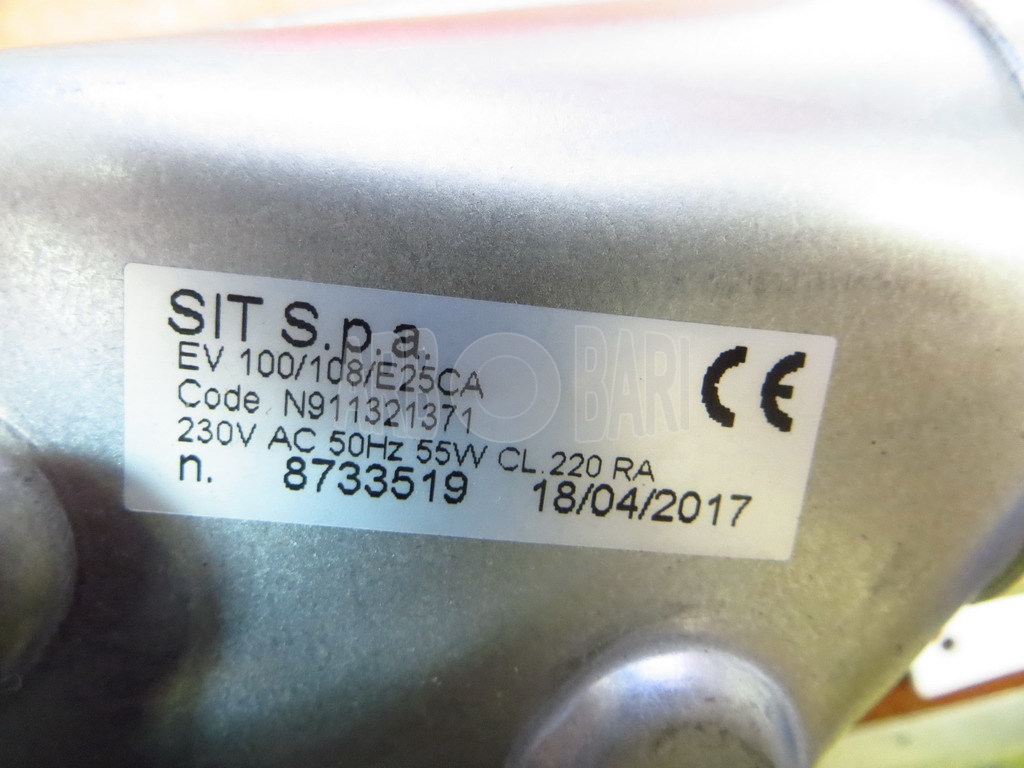 SIT S.p.a.
EV 100/108/E25CA
Code N911321371
230V AC 50Hz 55W CL.220 RA
n. 8733519 18/04/2017
CE
BARI